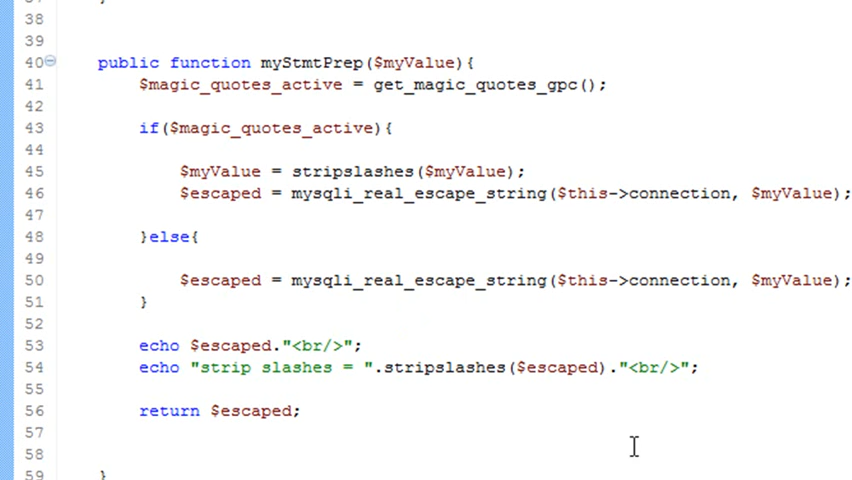 38
39
40 public function myStmtPrep($myValue){
41 $magic_quotes_active = get_magic_quotes_gpc();
42
43 if($magic_quotes_active){
44
45 $myValue = stripslashes($myValue);
46 $escaped = mysqli_real_escape_string($this->connection, $myValue);
47
48 }else{
49
50 $escaped = mysqli_real_escape_string($this->connection, $myValue);
51 }
52
53 echo $escaped."<br/>";
54 echo "strip slashes = ".stripslashes($escaped)."<br/>";
55
56 return $escaped;
57
58
59 }